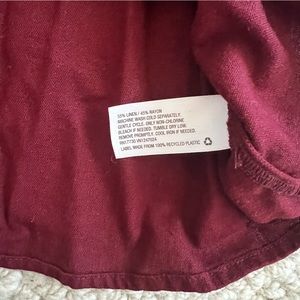 55% LINEN / 45% RAYON
MACHINE WASH COLD SEPARATELY.
GENTLE CYCLE. ONLY NON-CHLORINE
BLEACH IF NEEDED. TUMBLE DRY LOW.
REMOVE PROMPTLY. COOL IRON IF NEEDED.
LABEL MADE FROM 100% RECYCLED PLASTIC